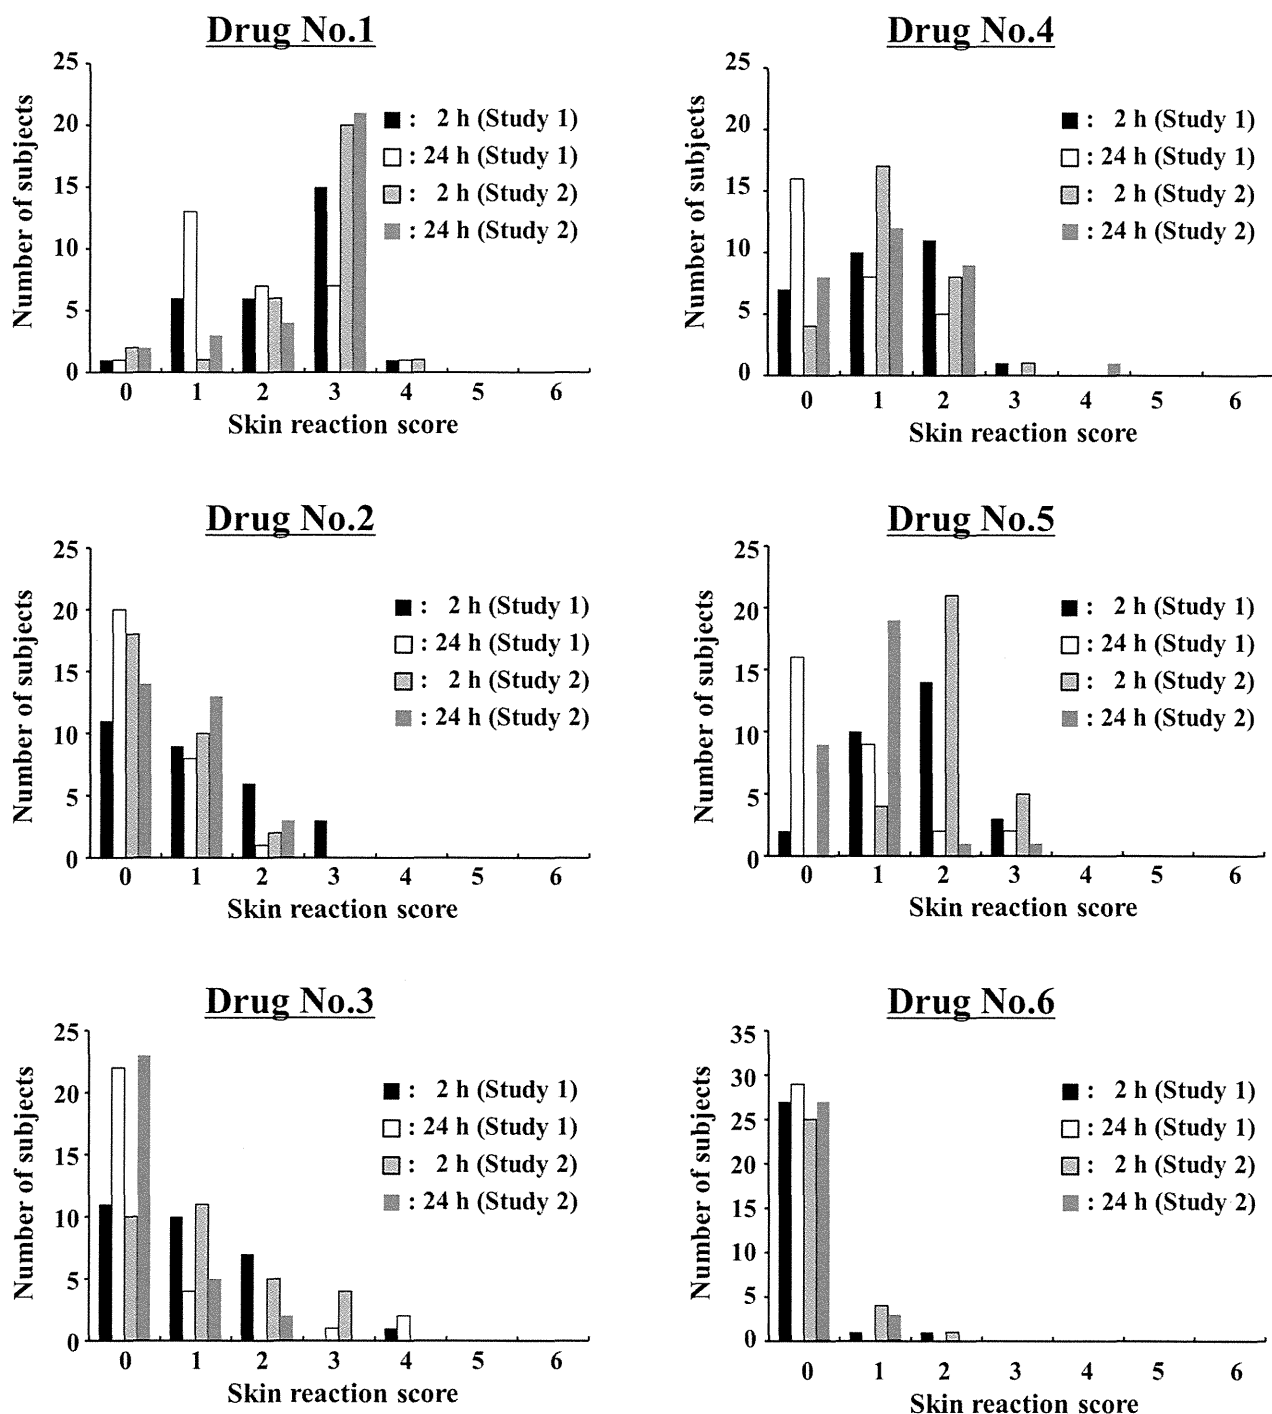 Drug No.1
25
20
15
10
5
0
Number of subjects
: 2 h (Study 1)
: 24 h (Study 1)
: 2 h (Study 2)
: 24 h (Study 2)
0 1 2 3 4 5 6
Skin reaction score
Drug No.4
25
20
15
10
5
0
Number of subjects
: 2 h (Study 1)
: 24 h (Study 1)
: 2 h (Study 2)
: 24 h (Study 2)
0 1 2 3 4 5 6
Skin reaction score
Drug No.2
25
20
15
10
5
0
Number of subjects
: 2 h (Study 1)
: 24 h (Study 1)
: 2 h (Study 2)
: 24 h (Study 2)
0 1 2 3 4 5 6
Skin reaction score
Drug No.5
25
20
15
10
5
0
Number of subjects
: 2 h (Study 1)
: 24 h (Study 1)
: 2 h (Study 2)
: 24 h (Study 2)
0 1 2 3 4 5 6
Skin reaction score
Drug No.3
25
20
15
10
5
0
Number of subjects
: 2 h (Study 1)
: 24 h (Study 1)
: 2 h (Study 2)
: 24 h (Study 2)
0 1 2 3 4 5 6
Skin reaction score
Drug No.6
35
30
25
20
15
10
5
0
Number of subjects
: 2 h (Study 1)
: 24 h (Study 1)
: 2 h (Study 2)
: 24 h (Study 2)
0 1 2 3 4 5 6
Skin reaction score